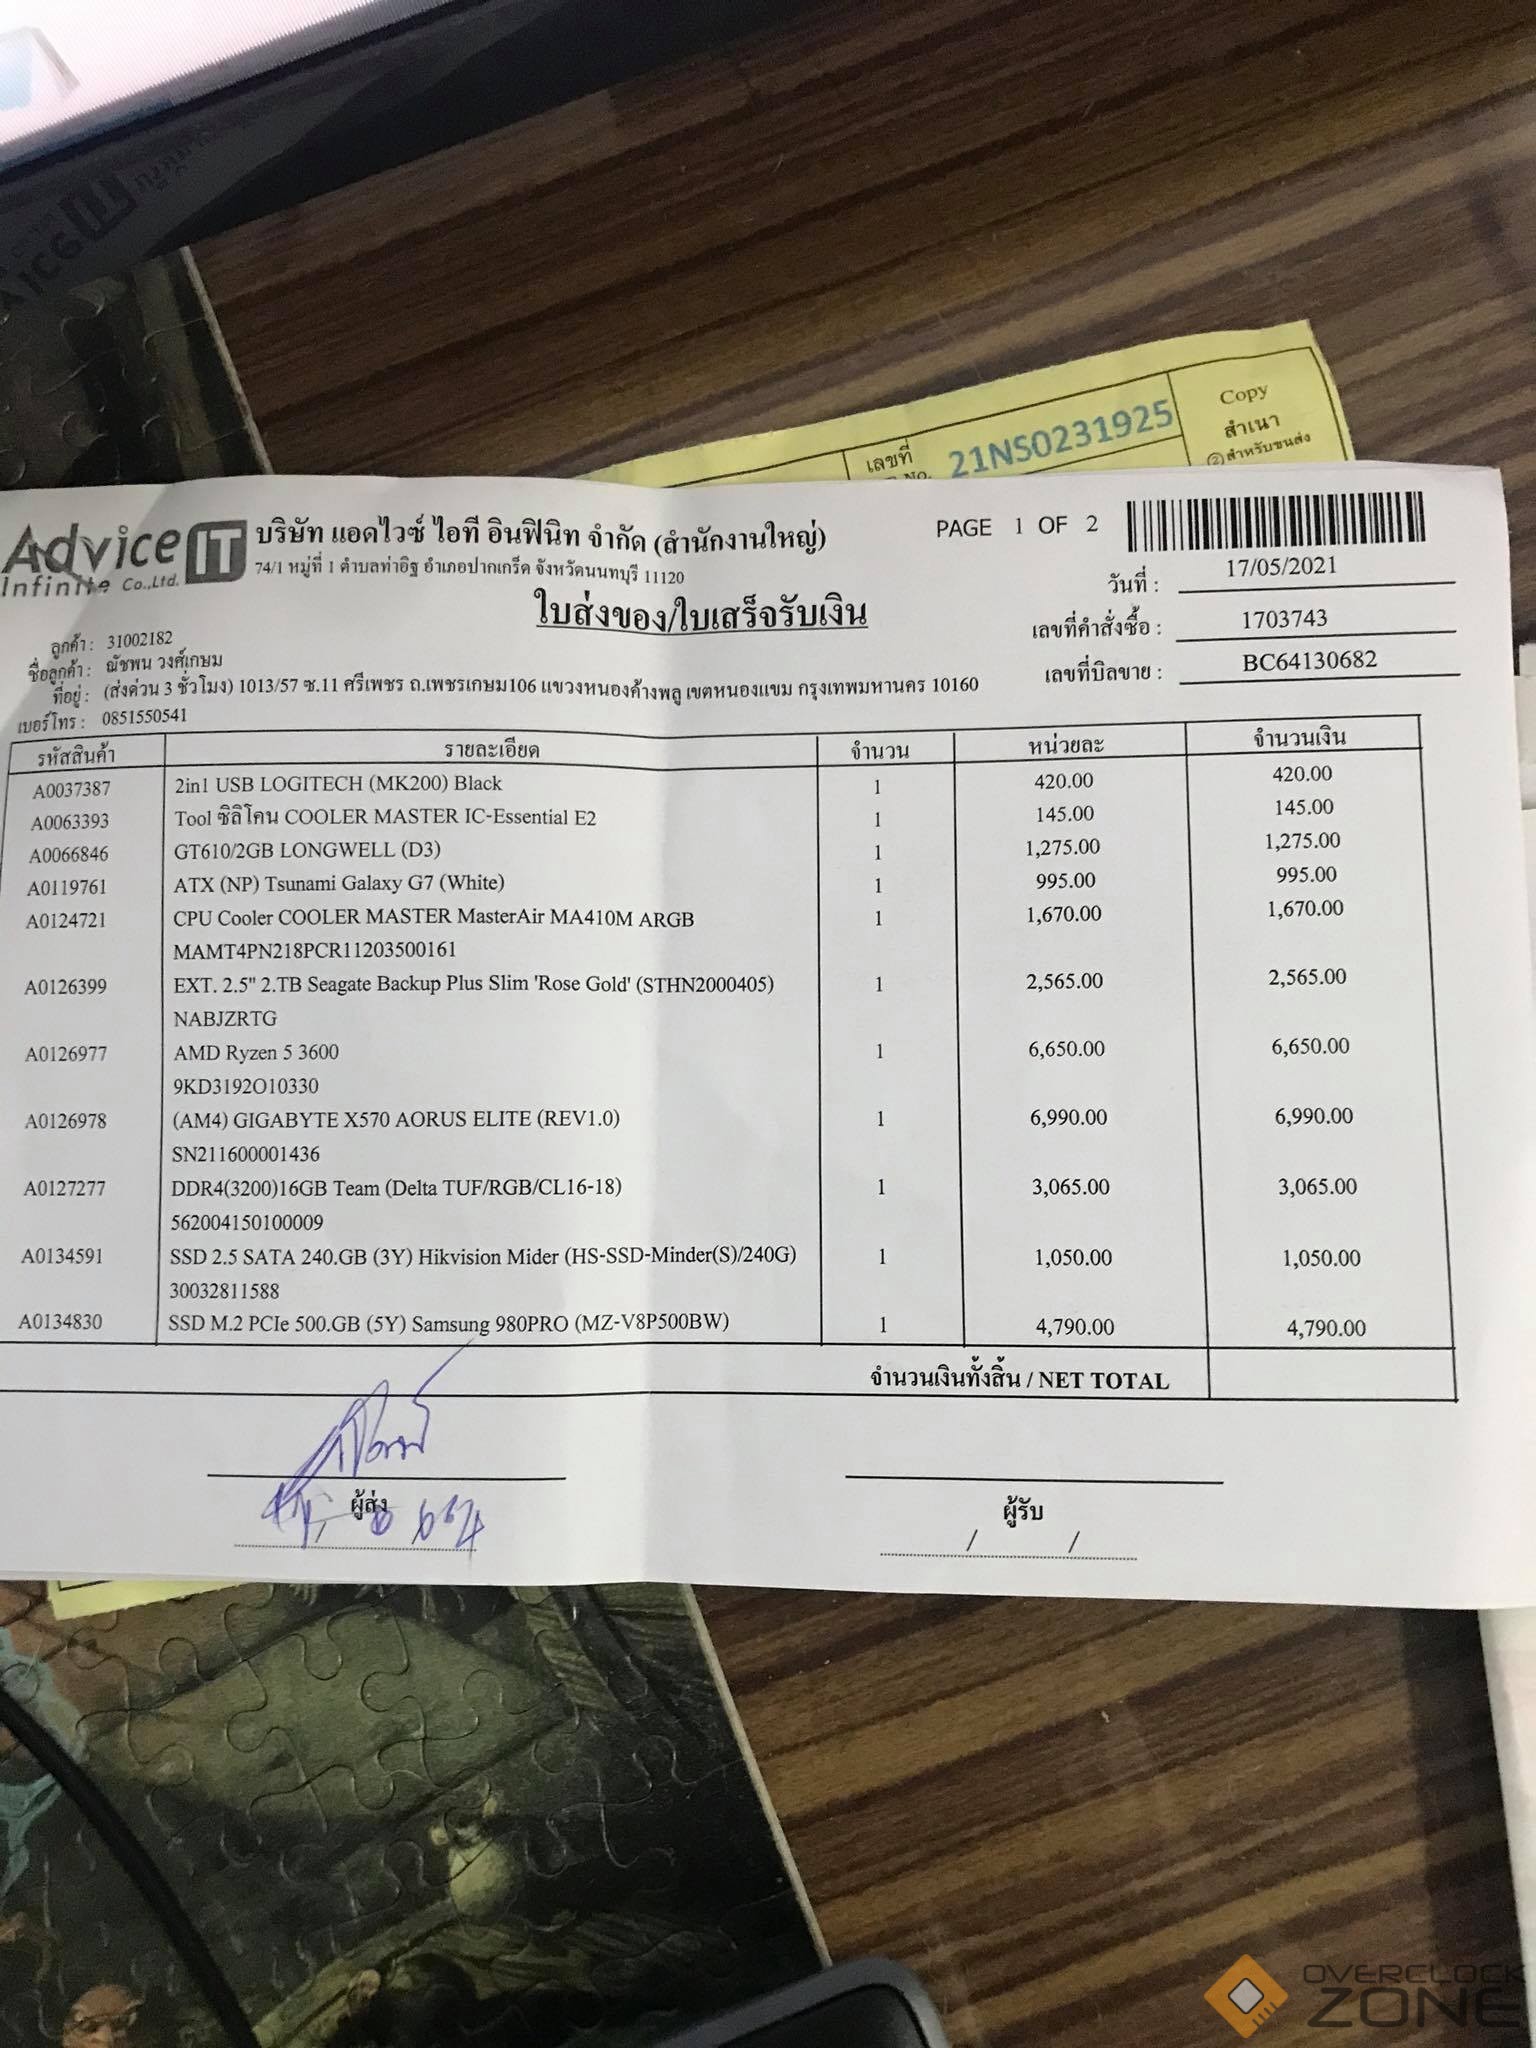 เลขที่ 21NS0231925
No.
Copy
สำเนา
②สำหรับขนส่ง
Advice IT
Infinite Co.,Ltd.
บริษัท แอดไวซ์ ไอที อินฟินิท จำกัด (สำนักงานใหญ่)
74/1 หมู่ที่ 1 ตำบลท่าอิฐ อำเภอปากเกร็ด จังหวัดนนทบุรี 11120
PAGE 1 OF 2
ใบส่งของ/ใบเสร็จรับเงิน
วันที่ : 17/05/2021
เลขที่คำสั่งซื้อ : 1703743
เลขที่บิลขาย : BC64130682
ลูกค้า : 31002182
ชื่อลูกค้า : ณัชพน วงศ์เกษม
ที่อยู่ : (ส่งด่วน 3 ชั่วโมง) 1013/57 ซ.11 ศรีเพชร ถ.เพชรเกษม106 แขวงหนองค้างพลู เขตหนองแขม กรุงเทพมหานคร 10160
เบอร์โทร : 0851550541
รหัสสินค้า รายละเอียด จำนวน หน่วยละ จำนวนเงิน
A0037387 2in1 USB LOGITECH (MK200) Black 1 420.00 420.00
A0063393 Tool ซิลิโคน COOLER MASTER IC-Essential E2 1 145.00 145.00
A0066846 GT610/2GB LONGWELL (D3) 1 1,275.00 1,275.00
A0119761 ATX (NP) Tsunami Galaxy G7 (White) 1 995.00 995.00
A0124721 CPU Cooler COOLER MASTER MasterAir MA410M ARGB 1 1,670.00 1,670.00
MAMT4PN218PCR11203500161
A0126399 EXT. 2.5" 2.TB Seagate Backup Plus Slim 'Rose Gold' (STHN2000405) 1 2,565.00 2,565.00
NABJZRTG
A0126977 AMD Ryzen 5 3600 1 6,650.00 6,650.00
9KD3192O10330
A0126978 (AM4) GIGABYTE X570 AORUS ELITE (REV1.0) 1 6,990.00 6,990.00
SN211600001436
A0127277 DDR4(3200)16GB Team (Delta TUF/RGB/CL16-18) 1 3,065.00 3,065.00
562004150100009
A0134591 SSD 2.5 SATA 240.GB (3Y) Hikvision Mider (HS-SSD-Minder(S)/240G) 1 1,050.00 1,050.00
30032811588
A0134830 SSD M.2 PCIe 500.GB (5Y) Samsung 980PRO (MZ-V8P500BW) 1 4,790.00 4,790.00
จำนวนเงินทั้งสิ้น / NET TOTAL
ผู้ส่ง
ผู้รับ
/ /
OVERCLOCK
ZONE